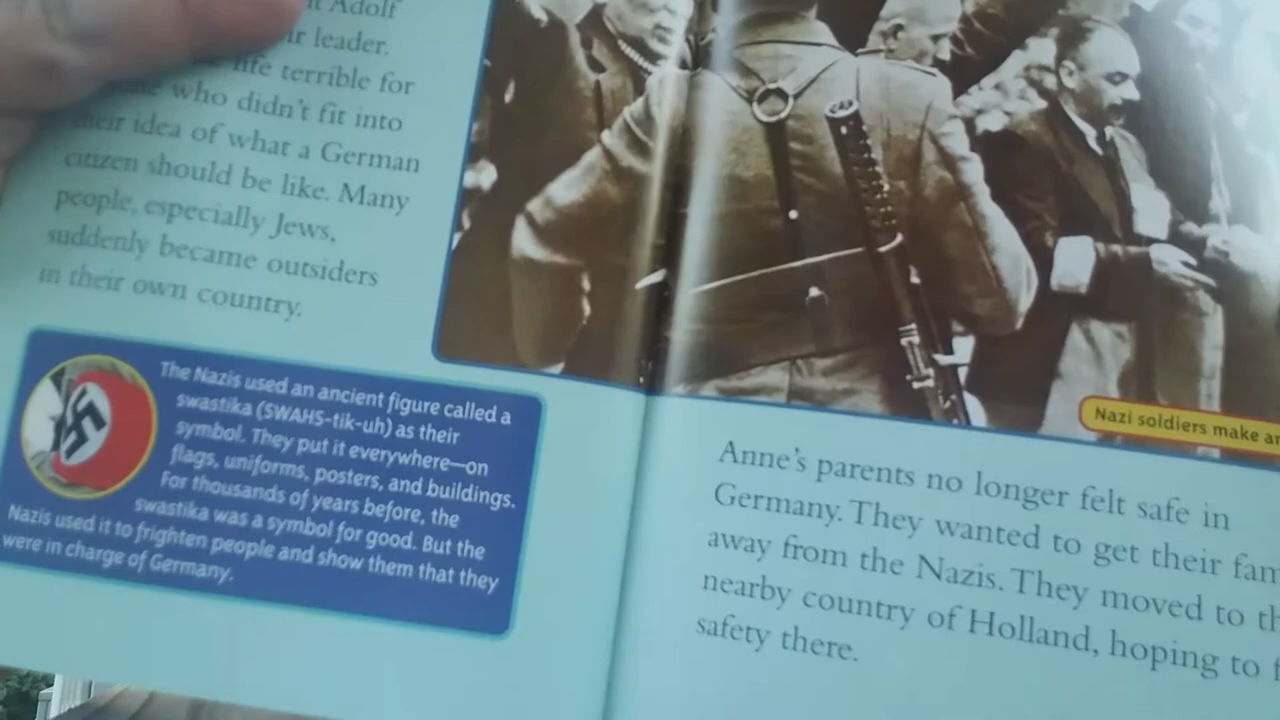 Adolf
leader.
life terrible for
who didn't fit into
their idea of what a German
citizen should be like. Many
people, especially Jews,
suddenly became outsiders
in their own country.
The Nazis used an ancient figure called a
swastika (SWAHS-tik-uh) as their
symbol. They put it everywhere—on
flags, uniforms, posters, and buildings.
For thousands of years before, the
swastika was a symbol for good. But the
Nazis used it to frighten people and show them that they
were in charge of Germany.
Nazi soldiers make
Anne's parents no longer felt safe in
Germany. They wanted to get their
away from the Nazis. They moved to
nearby country of Holland, hoping to
safety there.